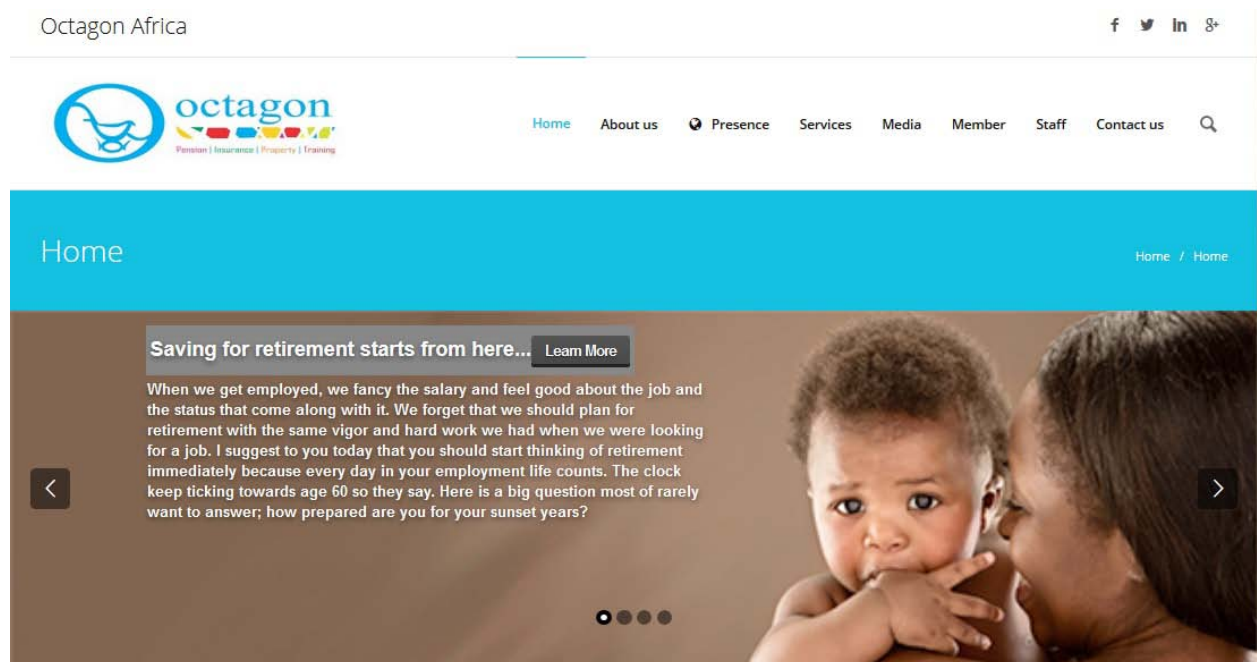 Octagon Africa
f in 8+
octagon
Pension | Insurance | Property | Training
Home About us Presence Services Media Member Staff Contact us
Home
Home / Home
Saving for retirement starts from here... Learn More
When we get employed, we fancy the salary and feel good about the job and
the status that come along with it. We forget that we should plan for
retirement with the same vigor and hard work we had when we were looking
for a job. I suggest to you today that you should start thinking of retirement
immediately because every day in your employment life counts. The clock
keep ticking towards age 60 so they say. Here is a big question most of rarely
want to answer; how prepared are you for your sunset years?